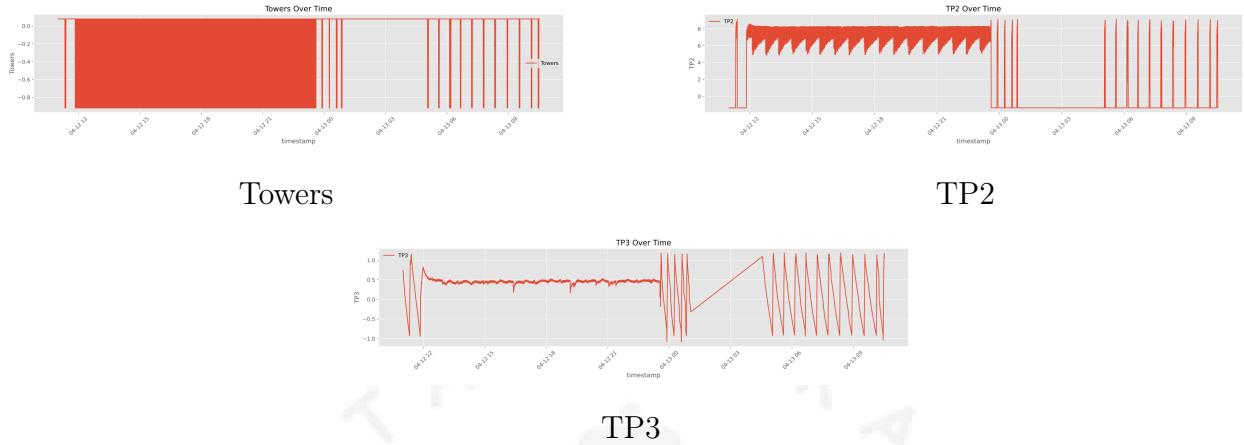 Towers Over Time
Towers
0.0
−0.2
−0.4
−0.6
−0.8
Towers
04-12 12
04-12 15
04-12 18
04-12 21
04-13 00
04-13 03
04-13 06
04-13 09
timestamp
Towers
TP2 Over Time
TP2
TP2
8
6
4
2
0
04-12 12
04-12 15
04-12 18
04-12 21
04-13 00
04-13 03
04-13 06
04-13 09
timestamp
TP2
TP3 Over Time
TP3
TP3
1.0
0.5
0.0
−0.5
−1.0
04-12 12
04-12 15
04-12 18
04-12 21
04-13 00
04-13 03
04-13 06
04-13 09
timestamp
TP3